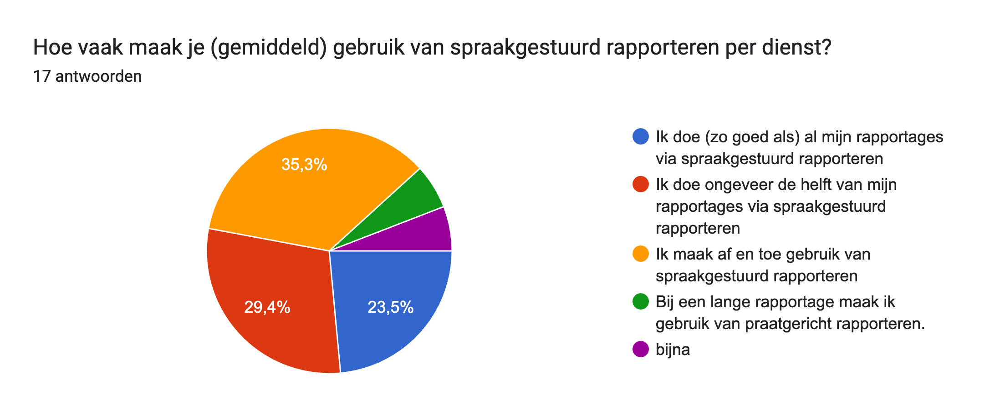 Hoe vaak maak je (gemiddeld) gebruik van spraakgestuurd rapporteren per dienst?
17 antwoorden
35,3%
29,4%
23,5%
Ik doe (zo goed als) al mijn rapportages
via spraakgestuurd rapporteren
Ik doe ongeveer de helft van mijn
rapportages via spraakgestuurd
rapporteren
Ik maak af en toe gebruik van
spraakgestuurd rapporteren
Bij een lange rapportage maak ik
gebruik van praatgericht rapporteren.
bijna